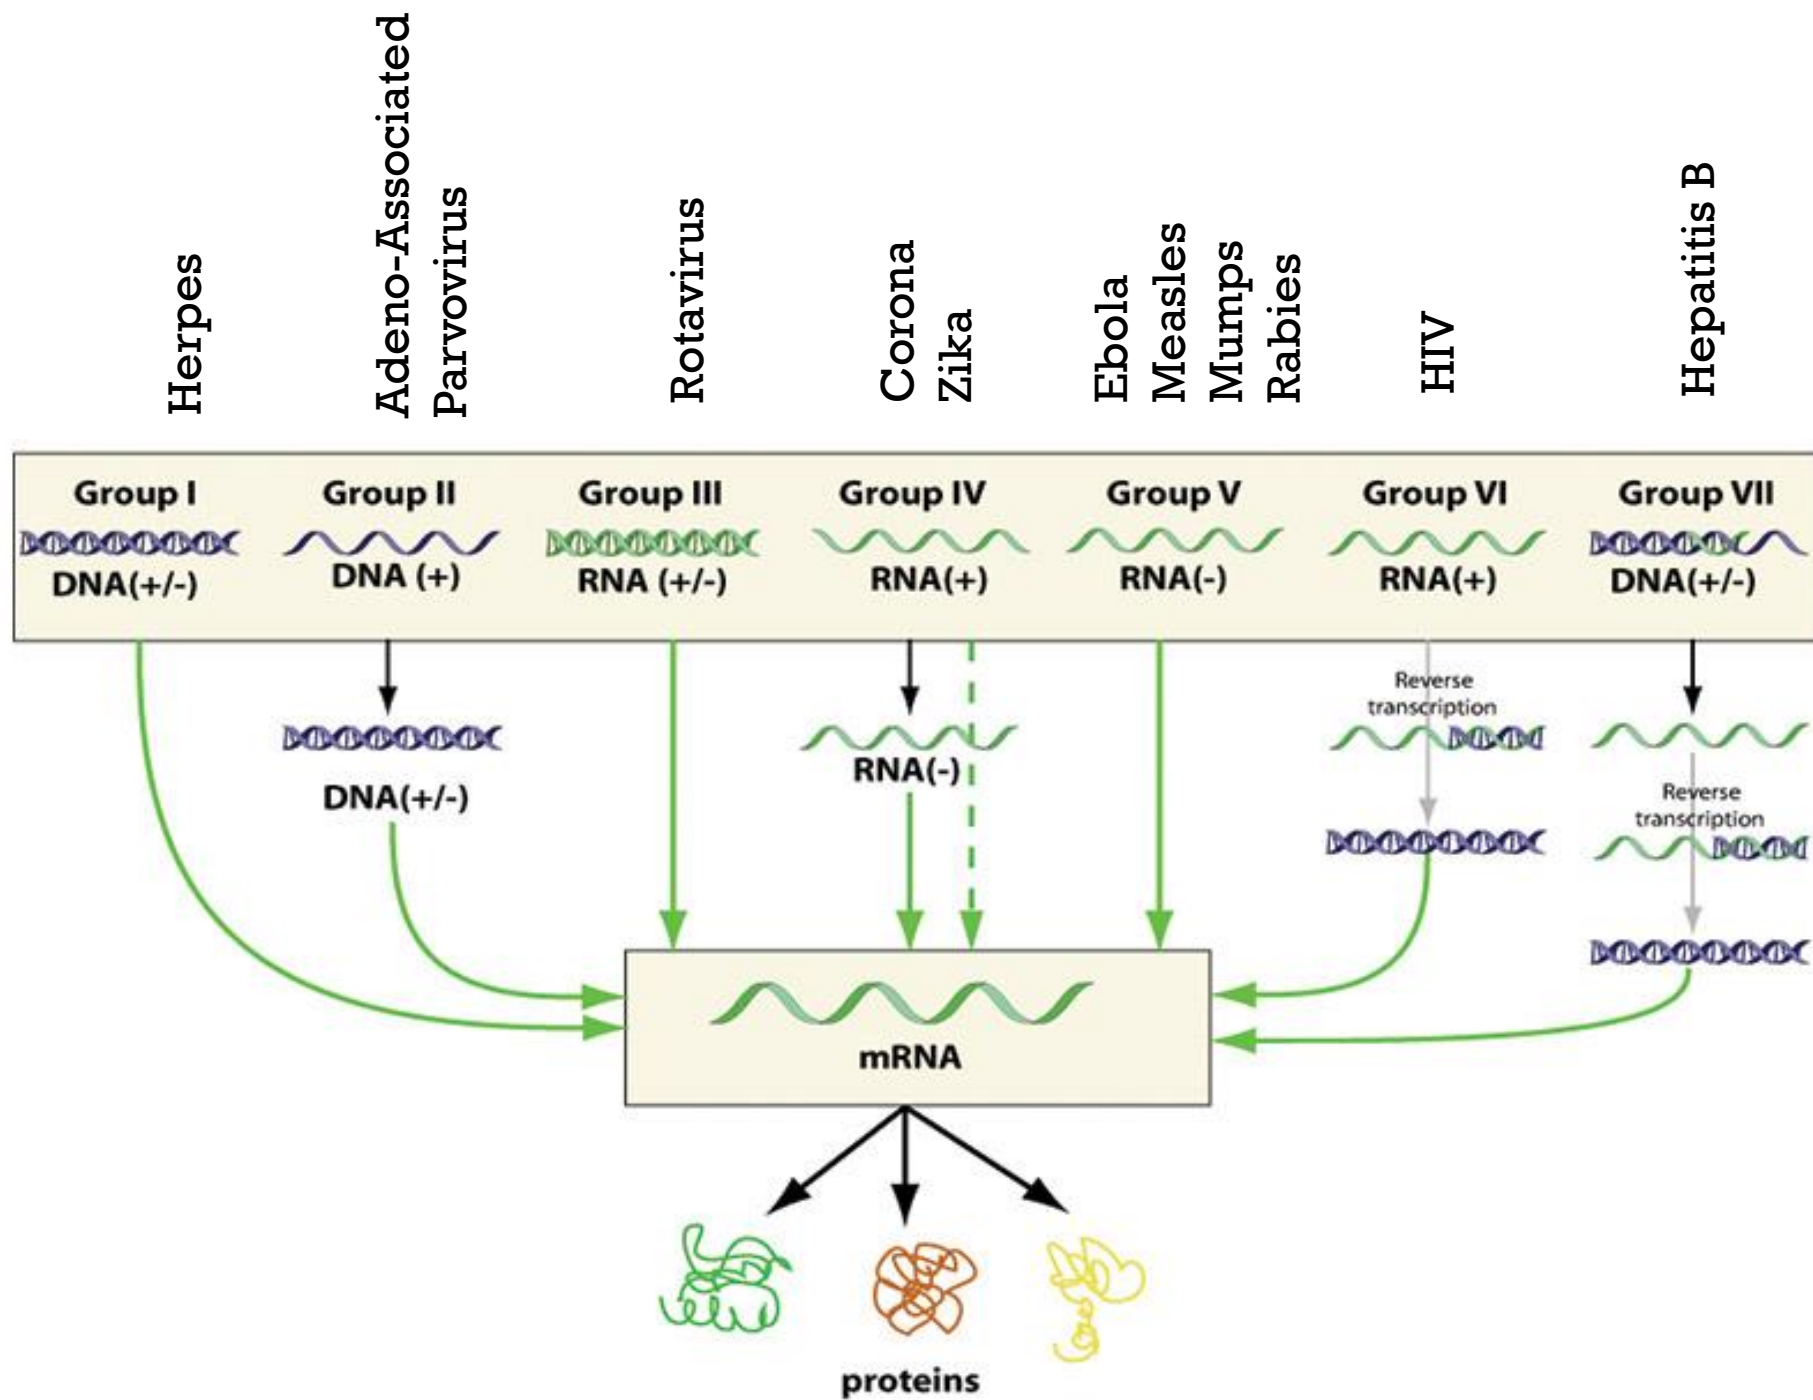 Herpes
Adeno-Associated
Parvovirus
Rotavirus
Corona
Zika
Ebola
Measles
Mumps
Rabies
HIV
Hepatitis B
Group I
DNA(+/-)
Group II
DNA (+)
Group III
RNA (+/-)
Group IV
RNA(+)
Group V
RNA(-)
Group VI
RNA(+)
Group VII
DNA(+/-)
DNA(+/-)
RNA(-)
Reverse
transcription
Reverse
transcription
mRNA
proteins